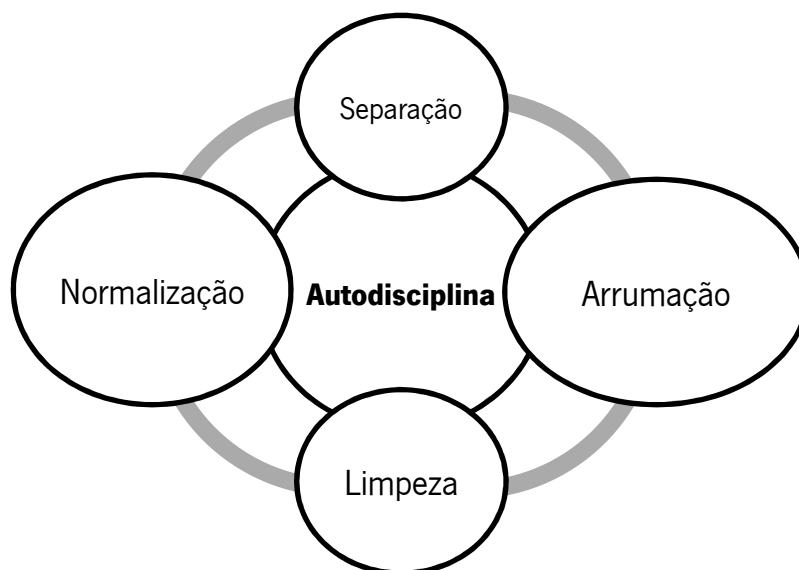 Separação
Normalização
Autodisciplina
Arrumação
Limpeza